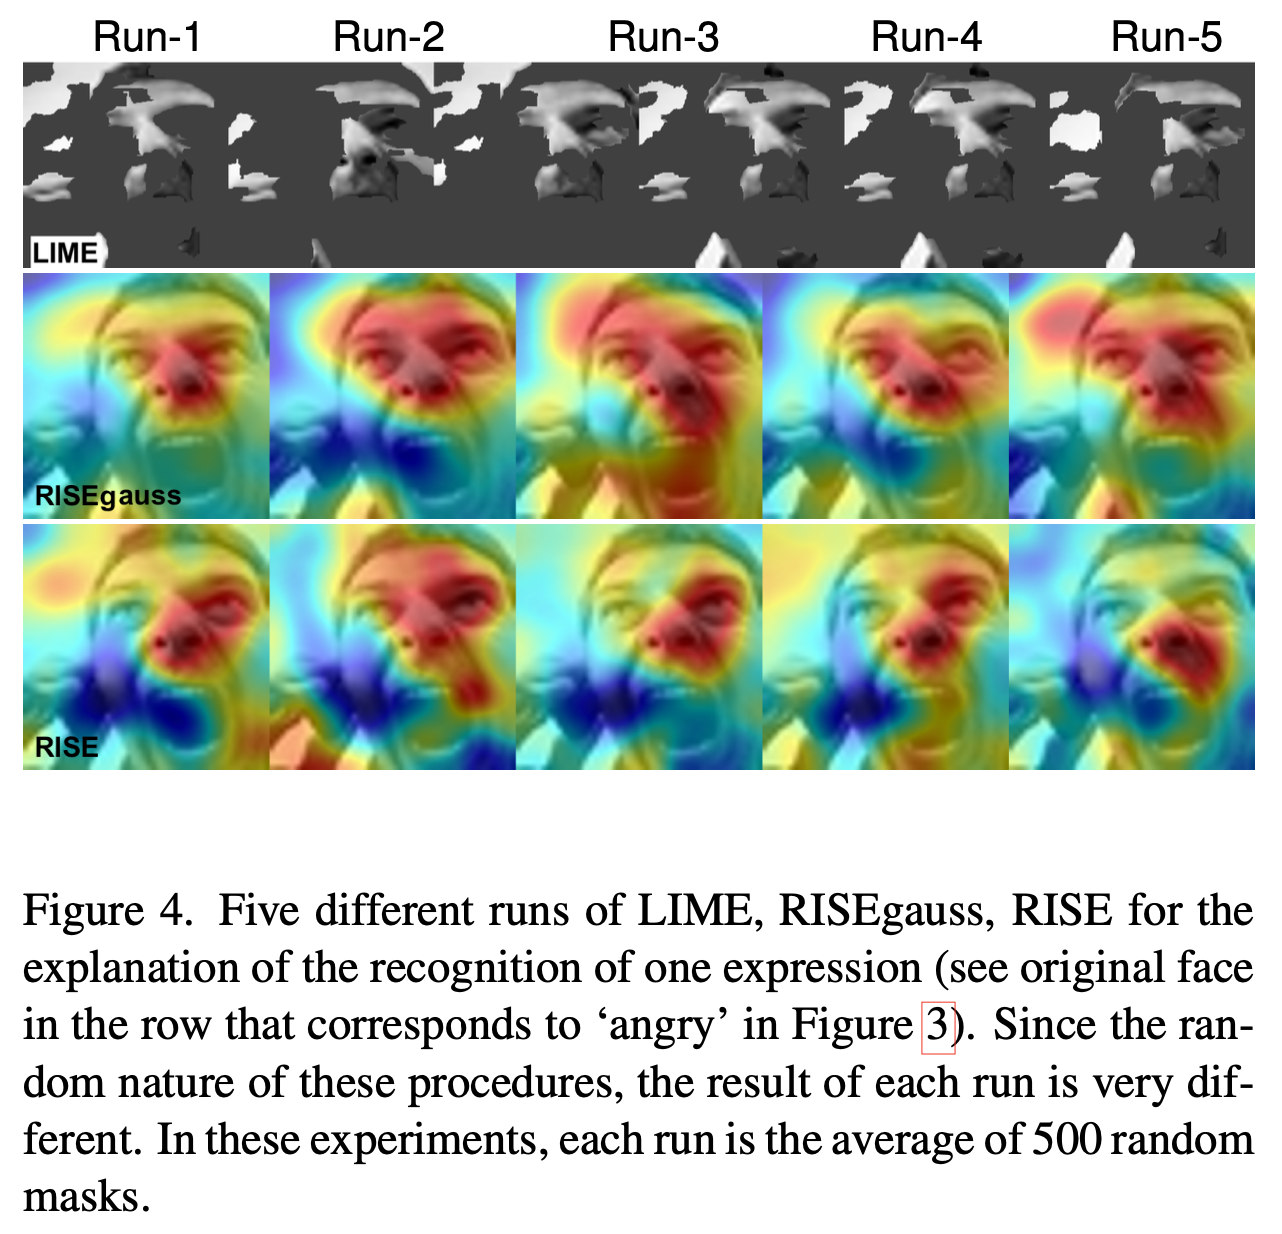 Run-1 Run-2 Run-3 Run-4 Run-5
LIME
RISEgauss
RISE
Figure 4. Five different runs of LIME, RISEgauss, RISE for the
explanation of the recognition of one expression (see original face
in the row that corresponds to ‘angry’ in Figure 3). Since the ran-
dom nature of these procedures, the result of each run is very dif-
ferent. In these experiments, each run is the average of 500 random
masks.